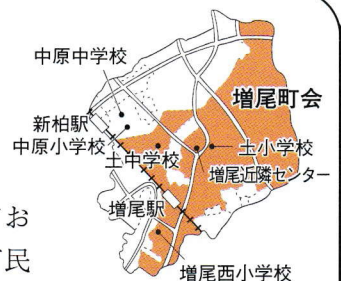 中原中学校
増尾町会
新柏駅
中原小学校
土中学校
土小学校
増尾近隣センター
増尾駅
お
民
増尾西小学校